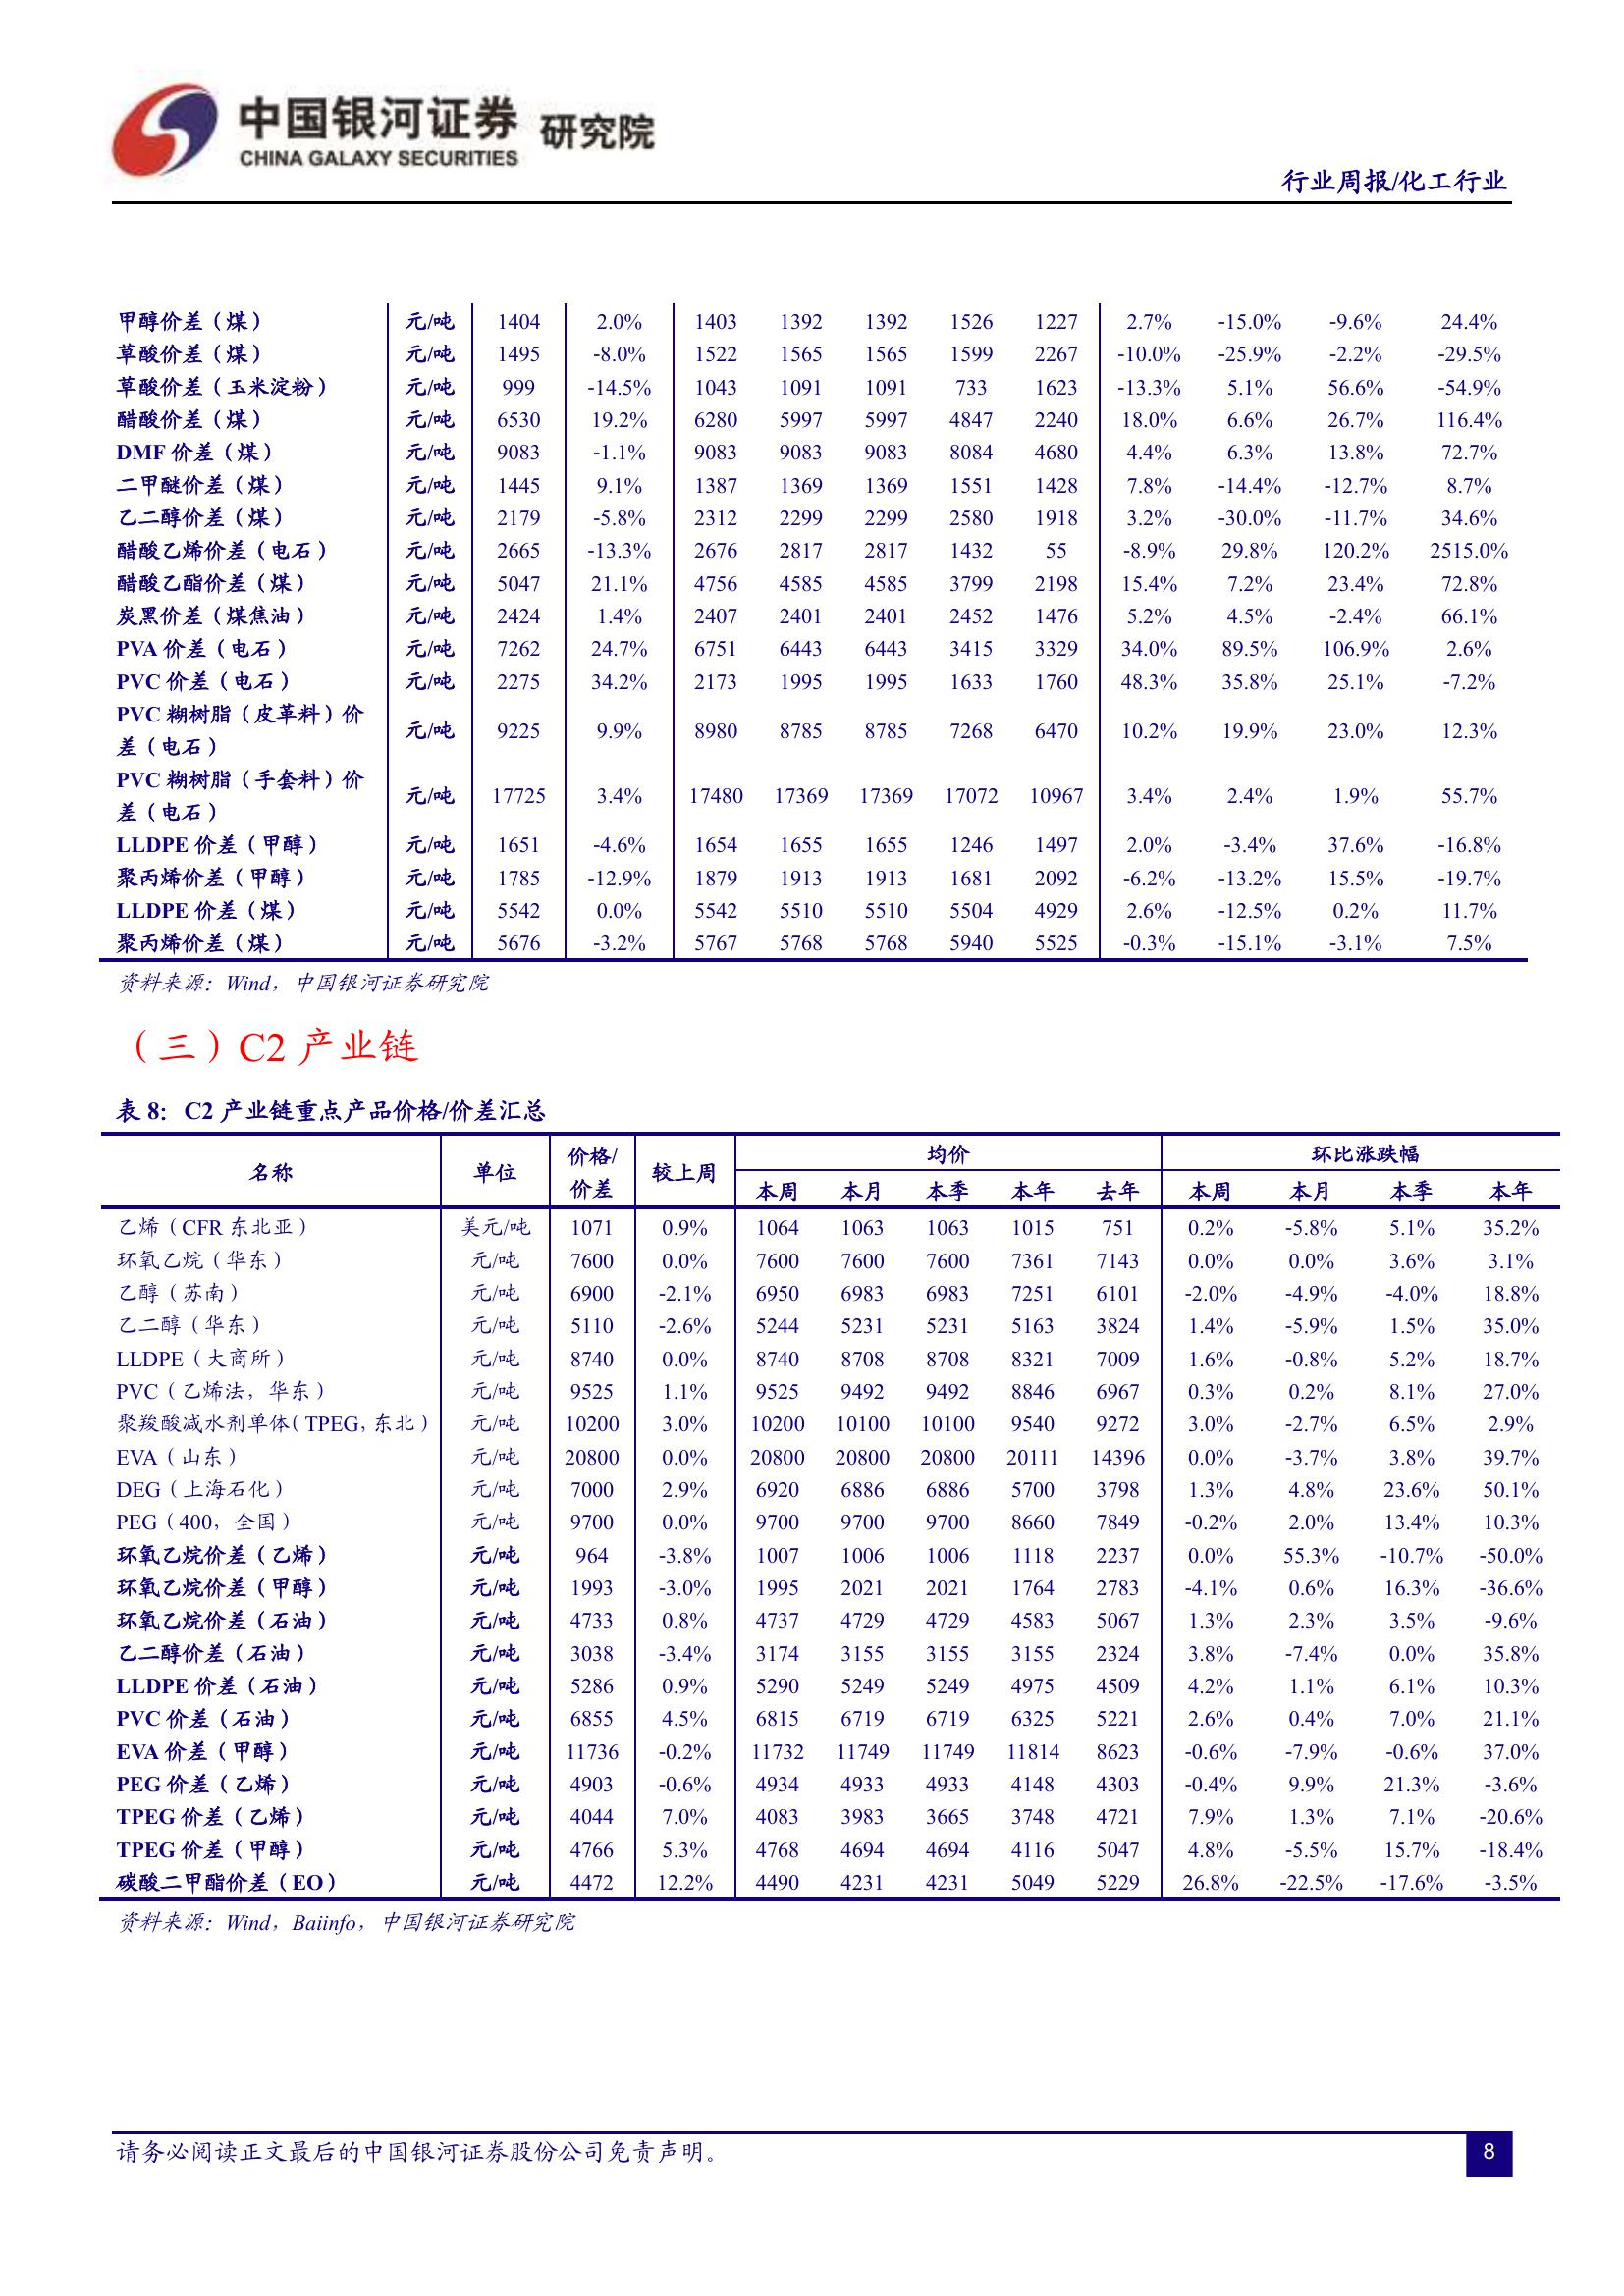 中国银河证券 研究院
CHINA GALAXY SECURITIES
行业周报/化工行业
甲醇价差（煤） 元/吨 1404 2.0% 1403 1392 1392 1526 1227 2.7% -15.0% -9.6% 24.4%
草酸价差（煤） 元/吨 1495 -8.0% 1522 1565 1565 1599 2267 -10.0% -25.9% -2.2% -29.5%
草酸价差（玉米淀粉） 元/吨 999 -14.5% 1043 1091 1091 733 1623 -13.3% 5.1% 56.6% -54.9%
醋酸价差（煤） 元/吨 6530 19.2% 6280 5997 5997 4847 2240 18.0% 6.6% 26.7% 116.4%
DMF 价差（煤） 元/吨 9083 -1.1% 9083 9083 9083 8084 4680 4.4% 6.3% 13.8% 72.7%
二甲醚价差（煤） 元/吨 1445 9.1% 1387 1369 1369 1551 1428 7.8% -14.4% -12.7% 8.7%
乙二醇价差（煤） 元/吨 2179 -5.8% 2312 2299 2299 2580 1918 3.2% -30.0% -11.7% 34.6%
醋酸乙烯价差（电石） 元/吨 2665 -13.3% 2676 2817 2817 1432 55 -8.9% 29.8% 120.2% 2515.0%
醋酸乙酯价差（煤） 元/吨 5047 21.1% 4756 4585 4585 3799 2198 15.4% 7.2% 23.4% 72.8%
炭黑价差（煤焦油） 元/吨 2424 1.4% 2407 2401 2401 2452 1476 5.2% 4.5% -2.4% 66.1%
PVA 价差（电石） 元/吨 7262 24.7% 6751 6443 6443 3415 3329 34.0% 89.5% 106.9% 2.6%
PVC 价差（电石） 元/吨 2275 34.2% 2173 1995 1995 1633 1760 48.3% 35.8% 25.1% -7.2%
PVC 糊树脂（皮革料）价
差（电石） 元/吨 9225 9.9% 8980 8785 8785 7268 6470 10.2% 19.9% 23.0% 12.3%
PVC 糊树脂（手套料）价
差（电石） 元/吨 17725 3.4% 17480 17369 17369 17072 10967 3.4% 2.4% 1.9% 55.7%
LLDPE 价差（甲醇） 元/吨 1651 -4.6% 1654 1655 1655 1246 1497 2.0% -3.4% 37.6% -16.8%
聚丙烯价差（甲醇） 元/吨 1785 -12.9% 1879 1913 1913 1681 2092 -6.2% -13.2% 15.5% -19.7%
LLDPE 价差（煤） 元/吨 5542 0.0% 5542 5510 5510 5504 4929 2.6% -12.5% 0.2% 11.7%
聚丙烯价差（煤） 元/吨 5676 -3.2% 5767 5768 5768 5940 5525 -0.3% -15.1% -3.1% 7.5%
资料来源：Wind，中国银河证券研究院
（三）C2 产业链
表 8：C2 产业链重点产品价格/价差汇总
名称 单位 价格/ 较上周 均价 环比涨跌幅
价差 本周 本月 本季 本年 去年 本周 本月 本季 本年
乙烯（CFR 东北亚） 美元/吨 1071 0.9% 1064 1063 1063 1015 751 0.2% -5.8% 5.1% 35.2%
环氧乙烷（华东） 元/吨 7600 0.0% 7600 7600 7600 7361 7143 0.0% 0.0% 3.6% 3.1%
乙醇（苏南） 元/吨 6900 -2.1% 6950 6983 6983 7251 6101 -2.0% -4.9% -4.0% 18.8%
乙二醇（华东） 元/吨 5110 -2.6% 5244 5231 5231 5163 3824 1.4% -5.9% 1.5% 35.0%
LLDPE（大商所） 元/吨 8740 0.0% 8740 8708 8708 8321 7009 1.6% -0.8% 5.2% 18.7%
PVC（乙烯法，华东） 元/吨 9525 1.1% 9525 9492 9492 8846 6967 0.3% 0.2% 8.1% 27.0%
聚羧酸减水剂单体（TPEG，东北） 元/吨 10200 3.0% 10200 10100 10100 9540 9272 3.0% -2.7% 6.5% 2.9%
EVA（山东） 元/吨 20800 0.0% 20800 20800 20800 20111 14396 0.0% -3.7% 3.8% 39.7%
DEG（上海石化） 元/吨 7000 2.9% 6920 6886 6886 5700 3798 1.3% 4.8% 23.6% 50.1%
PEG（400，全国） 元/吨 9700 0.0% 9700 9700 9700 8660 7849 -0.2% 2.0% 13.4% 10.3%
环氧乙烷价差（乙烯） 元/吨 964 -3.8% 1007 1006 1006 1118 2237 0.0% 55.3% -10.7% -50.0%
环氧乙烷价差（甲醇） 元/吨 1993 -3.0% 1995 2021 2021 1764 2783 -4.1% 0.6% 16.3% -36.6%
环氧乙烷价差（石油） 元/吨 4733 0.8% 4737 4729 4729 4583 5067 1.3% 2.3% 3.5% -9.6%
乙二醇价差（石油） 元/吨 3038 -3.4% 3174 3155 3155 3155 2324 3.8% -7.4% 0.0% 35.8%
LLDPE 价差（石油） 元/吨 5286 0.9% 5290 5249 5249 4975 4509 4.2% 1.1% 6.1% 10.3%
PVC 价差（石油） 元/吨 6855 4.5% 6815 6719 6719 6325 5221 2.6% 0.4% 7.0% 21.1%
EVA 价差（甲醇） 元/吨 11736 -0.2% 11732 11749 11749 11814 8623 -0.6% -7.9% -0.6% 37.0%
PEG 价差（乙烯） 元/吨 4903 -0.6% 4934 4933 4933 4148 4303 -0.4% 9.9% 21.3% -3.6%
TPEG 价差（乙烯） 元/吨 4044 7.0% 4083 3983 3665 3748 4721 7.9% 1.3% 7.1% -20.6%
TPEG 价差（甲醇） 元/吨 4766 5.3% 4768 4694 4694 4116 5047 4.8% -5.5% 15.7% -18.4%
碳酸二甲酯价差（EO） 元/吨 4472 12.2% 4490 4231 4231 5049 5229 26.8% -22.5% -17.6% -3.5%
资料来源：Wind，Baiinfo，中国银河证券研究院
请务必阅读正文最后的中国银河证券股份公司免责声明。
8